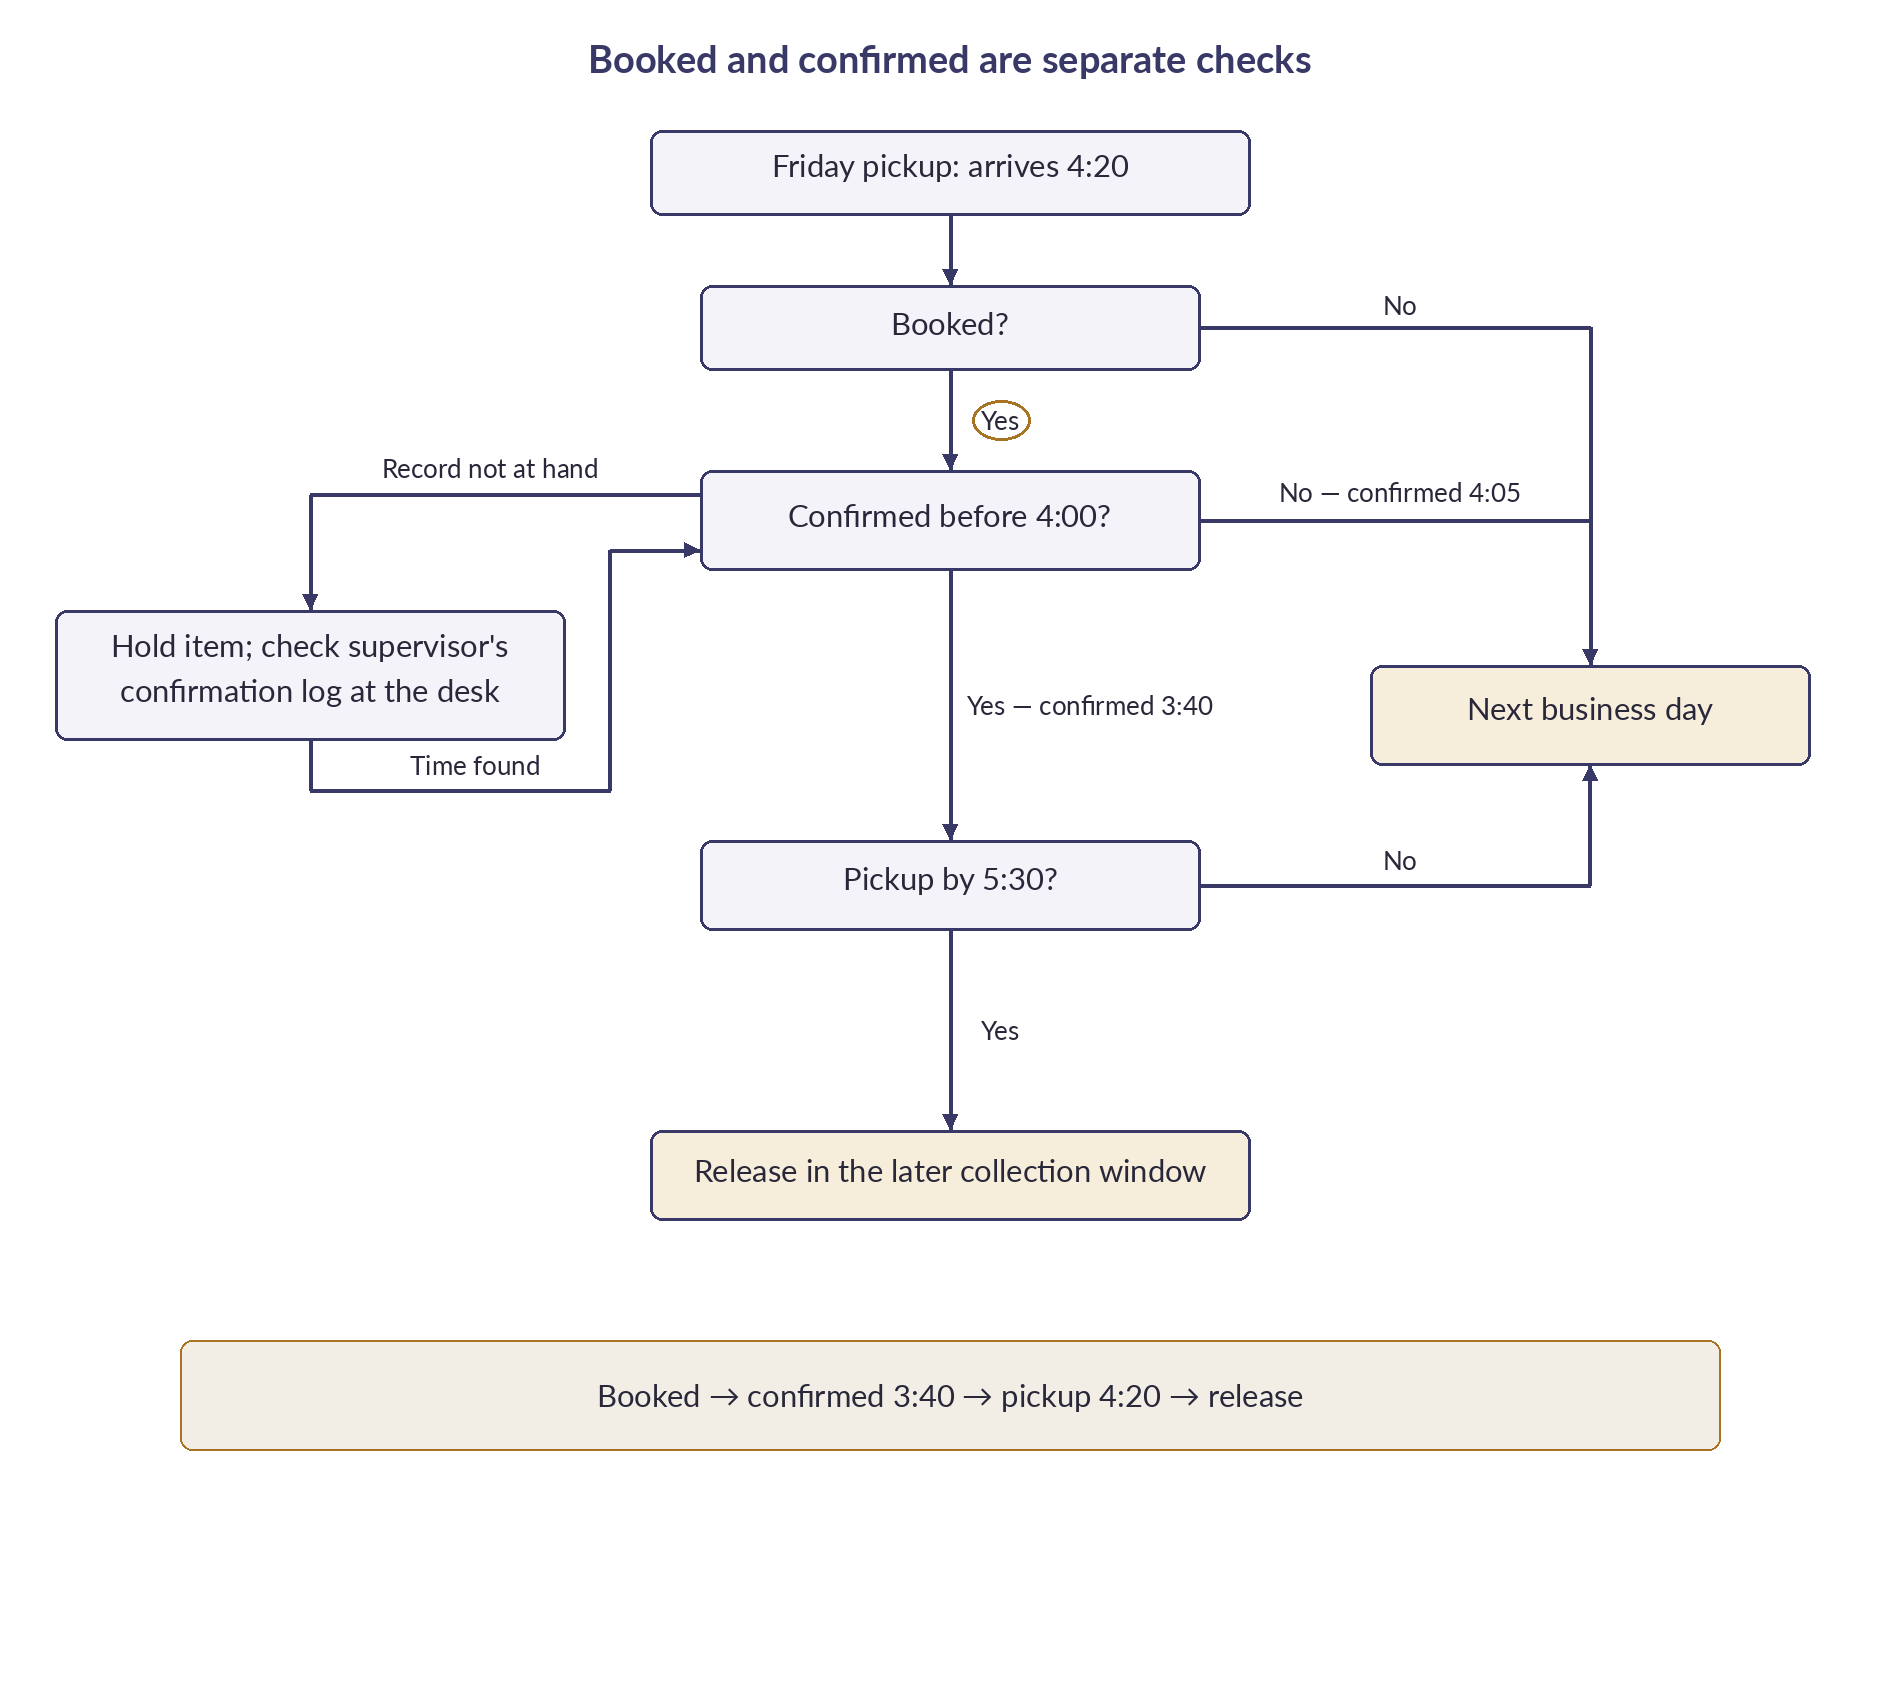 Booked and confirmed are separate checks
Friday pickup: arrives 4:20
Booked?
No
Yes
Record not at hand
Confirmed before 4:00?
No — confirmed 4:05
Hold item; check supervisor's
confirmation log at the desk
Time found
Yes — confirmed 3:40
Next business day
Pickup by 5:30?
No
Yes
Release in the later collection window
Booked → confirmed 3:40 → pickup 4:20 → release